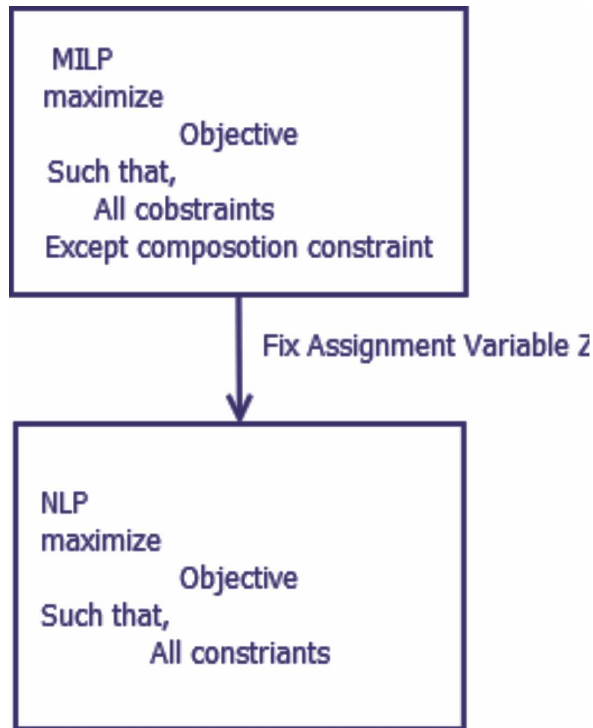 MILP
maximize
Objective
Such that,
All cobstraints
Except composotion constraint
Fix Assignment Variable Z
NLP
maximize
Objective
Such that,
All constriants